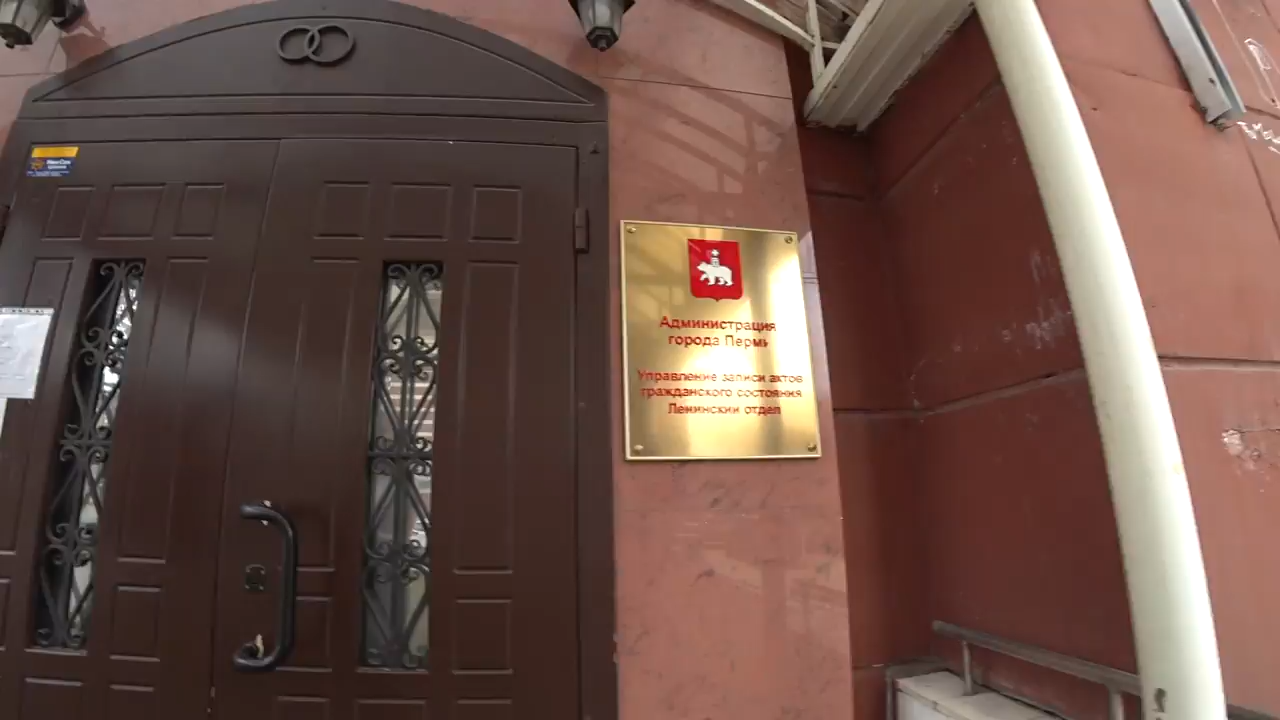 Администрация
города Перми
Управление записи актов
гражданского состояния
Ленинский отдел